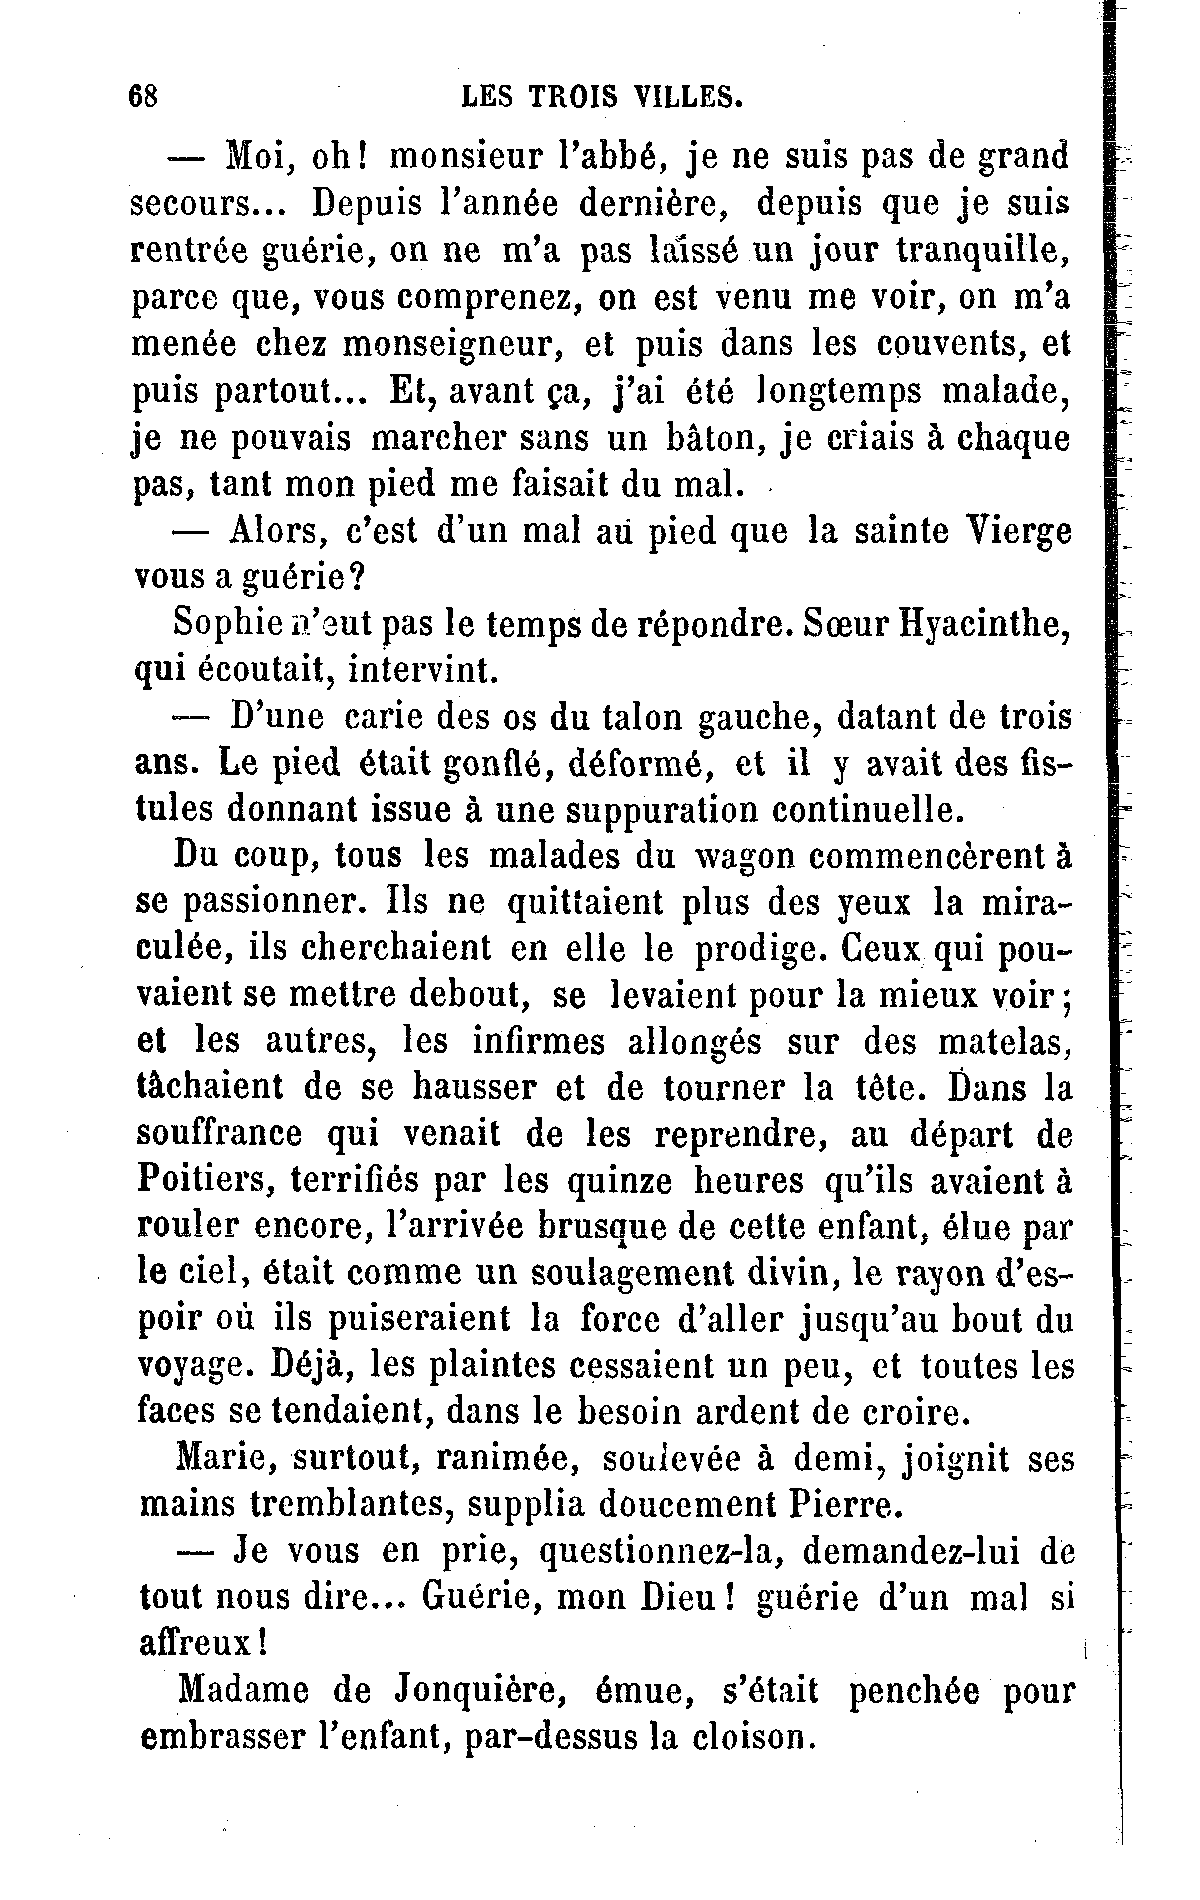 68 LES TROIS VILLES.
— Moi, oh! monsieur l'abbé, je ne suis pas de grand
secours... Depuis l'année dernière, depuis que je suis
rentrée guérie, on ne m'a pas laissé un jour tranquille,
parce que, vous comprenez, on est venu me voir, on m'a
menée chez monseigneur, et puis dans les couvents, et
puis partout... Et, avant ça, j'ai été longtemps malade,
je ne pouvais marcher sans un bâton, je criais à chaque
pas, tant mon pied me faisait du mal.
— Alors, c'est d'un mal au pied que la sainte Vierge
vous a guérie?
Sophie n'eut pas le temps de répondre. Sœur Hyacinthe,
qui écoutait, intervint.
— D'une carie des os du talon gauche, datant de trois
ans. Le pied était gonflé, déformé, et il y avait des fis-
tules donnant issue à une suppuration continuelle.
Du coup, tous les malades du wagon commencèrent à
se passionner. Ils ne quittaient plus des yeux la mira-
culée, ils cherchaient en elle le prodige. Ceux qui pou-
vaient se mettre debout, se levaient pour la mieux voir;
et les autres, les infirmes allongés sur des matelas,
tâchaient de se hausser et de tourner la tête. Dans la
souffrance qui venait de les reprendre, au départ de
Poitiers, terrifiés par les quinze heures qu'ils avaient à
rouler encore, l'arrivée brusque de cette enfant, élue par
le ciel, était comme un soulagement divin, le rayon d'es-
poir où ils puiseraient la force d'aller jusqu'au bout du
voyage. Déjà, les plaintes cessaient un peu, et toutes les
faces se tendaient, dans le besoin ardent de croire.
Marie, surtout, ranimée, soulevée à demi, joignit ses
mains tremblantes, supplia doucement Pierre.
— Je vous en prie, questionnez-la, demandez-lui de
tout nous dire... Guérie, mon Dieu! guérie d'un mal si
affreux!
Madame de Jonquière, émue, s'était penchée pour
embrasser l'enfant, par-dessus la cloison.